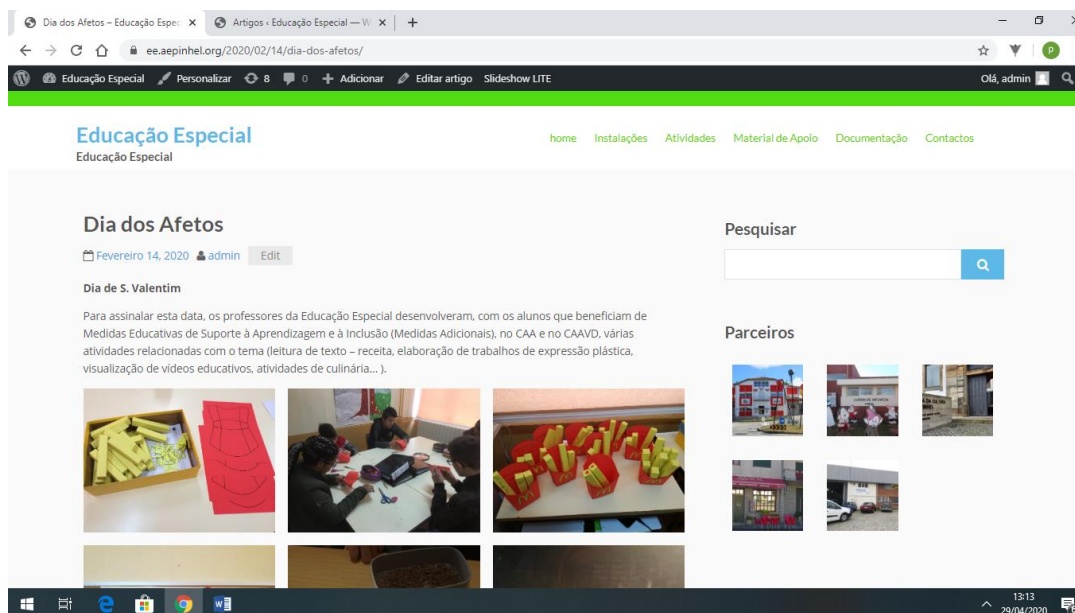 Dia dos Afetos – Educação Espec
Artigos ‹ Educação Especial — W
ee.aepinhel.org/2020/02/14/dia-dos-afetos/
p
Educação Especial Personalizar 8 0 Adicionar Editar artigo Slideshow LITE Olá, admin
Educação Especial
Educação Especial
home Instalações Atividades Material de Apoio Documentação Contactos
Dia dos Afetos
Fevereiro 14, 2020 admin Edit
Dia de S. Valentim
Para assinalar esta data, os professores da Educação Especial desenvolveram, com os alunos que beneficiam de
Medidas Educativas de Suporte à Aprendizagem e à Inclusão (Medidas Adicionais), no CAA e no CAAVD, várias
atividades relacionadas com o tema (leitura de texto – receita, elaboração de trabalhos de expressão plástica,
visualização de vídeos educativos, atividades de culinária… ).
Pesquisar
Parceiros
13:13
29/04/2020